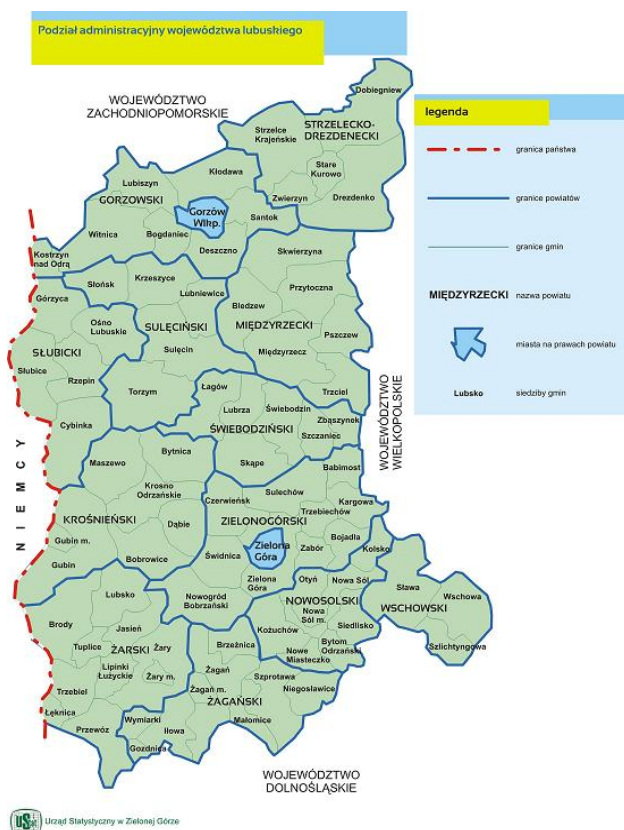 Podział administracyjny województwa lubuskiego
WOJEWÓDZTWO
ZACHODNIOPOMORSKIE
Dobiegniew
STRZELECKO-
DREZDENECKI
Strzelce
Krajeńskie
Stare
Kurowo
Zwierzyn
Drezdenko
Kłodawa
Lubiszyn
GORZOWSKI
Gorzów
Wlkp.
Santok
Witnica
Bogdaniec
Deszczno
Kostrzyn
nad Odrą
Skwierzyna
Słońsk
Krzeszyce
Górzyca
Lubniewice
Przytoczna
Bledzew
Ośno
Lubuskie
SULĘCIŃSKI
MIĘDZYRZECKI
Pszczew
SŁUBICKI
Sulęcin
Międzyrzecz
Słubice
Rzepin
Torzym
Łagów
Trzciel
Lubrza
Świebodzin
Cybinka
ŚWIEBODZIŃSKI
Zbąszynek
Szczaniec
Bytnica
Maszewo
Skąpe
Babimost
Krosno
Odrzańskie
Czerwieńsk
Sulechów
Kargowa
Trzebiechów
KROŚNIEŃSKI
Dąbie
ZIELONOGÓRSKI
Bojadła
Gubin m.
Świdnica
Zielona
Góra
Zabór
Kolsko
Gubin
Bobrowice
Zielona
Góra
Otyń
Nowa Sól
Sława
Wschowa
Lubsko
Nowogród
Bobrzański
NOWOSOLSKI
WSCHOWSKI
Nowa
Sól m.
Siedlisko
Brody
Jasień
Kożuchów
Bytom
Odrzański
Szlichtyngowa
Tuplice
ŻARSKI
Żary
Brzeźnica
Nowe
Miasteczko
Lipinki
Łużyckie
Żary m.
Żagań
Szprotawa
Trzebiel
Żagań m.
ŻAGAŃSKI
Niegosławice
Łęknica
Przewóz
Wymiarki
Iłowa
Małomice
Gozdnica
NIEMCY
WOJEWÓDZTWO
WIELKOPOLSKIE
WOJEWÓDZTWO
DOLNOŚLĄSKIE
legenda
granica państwa
granice powiatów
granice gmin
MIĘDZYRZECKI nazwa powiatu
miasta na prawach powiatu
Lubsko siedziby gmin
US Urząd Statystyczny w Zielonej Górze